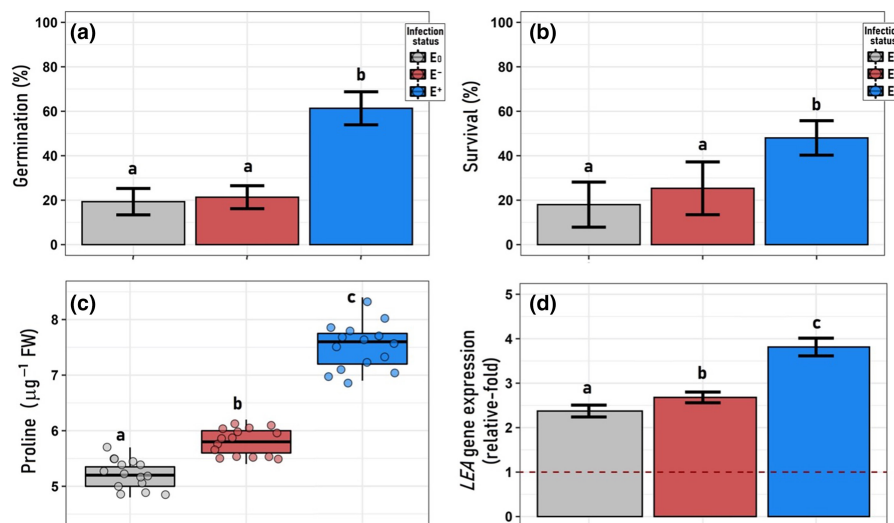 (a)
Infection
status
E0
E−
E+
Germination (%)
100
80
60
40
20
0
a
a
b
(b)
Infection
status
E
E
E
Survival (%)
100
80
60
40
20
0
a
a
b
(c)
Proline (µg−1 FW)
8
7
6
5
a
b
c
(d)
LEA gene expression
(relative-fold)
5
4
3
2
1
0
a
b
c